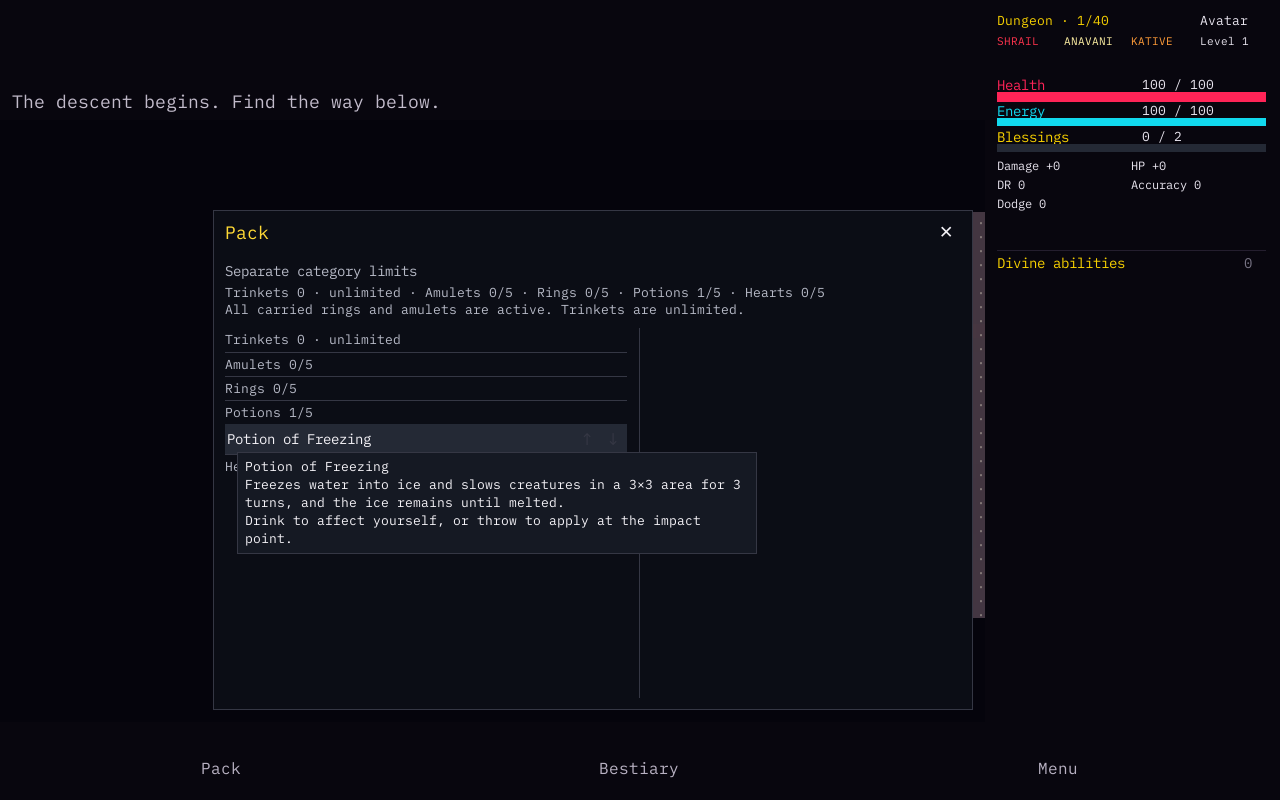 Dungeon · 1/40 Avatar
SHRAIL ANAVANI KATIVE Level 1
Health 100 / 100
The descent begins. Find the way below.
Energy 100 / 100
Blessings 0 / 2
Damage +0 HP +0
DR 0 Accuracy 0
Dodge 0
Divine abilities 0
Pack ✕
Separate category limits
Trinkets 0 · unlimited · Amulets 0/5 · Rings 0/5 · Potions 1/5 · Hearts 0/5
All carried rings and amulets are active. Trinkets are unlimited.
Trinkets 0 · unlimited
Amulets 0/5
Rings 0/5
Potions 1/5
Potion of Freezing ↑ ↓
He
Potion of Freezing
Freezes water into ice and slows creatures in a 3×3 area for 3
turns, and the ice remains until melted.
Drink to affect yourself, or throw to apply at the impact
point.
Pack Bestiary Menu